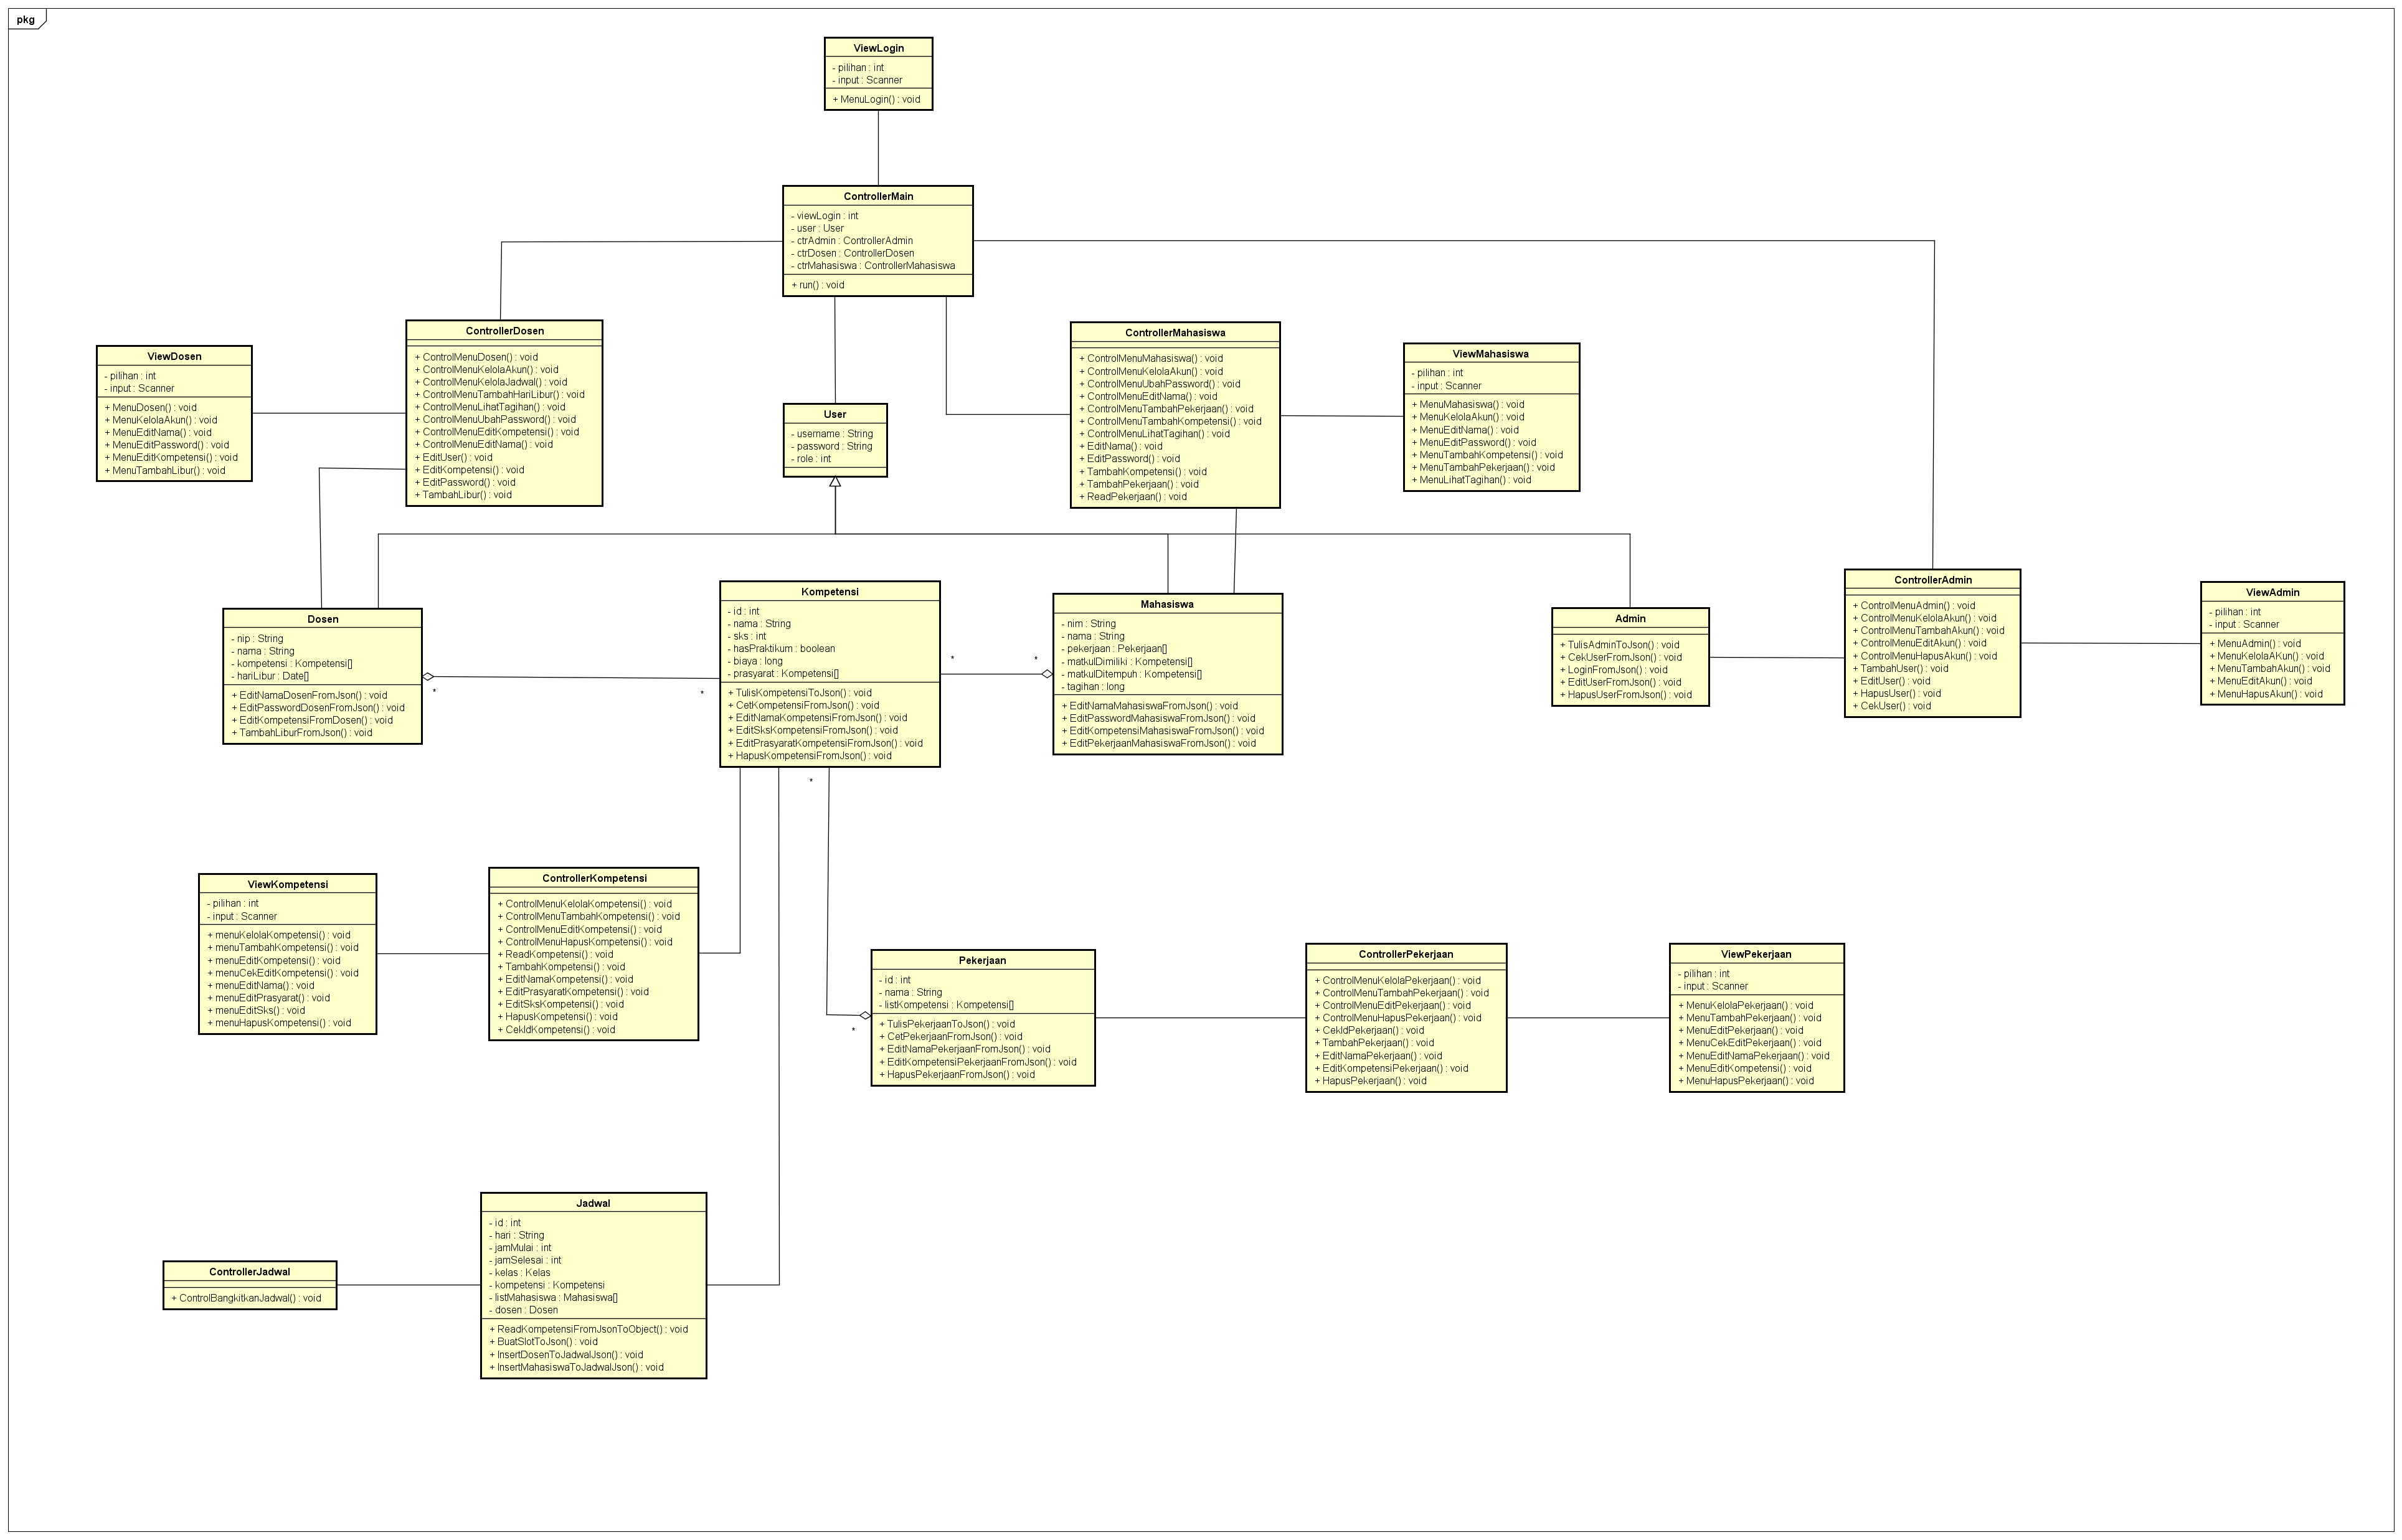 pkg
ViewLogin
- pilihan : int
- input : Scanner
+ MenuLogin() : void
ControllerMain
- viewLogin : int
- user : User
- ctrAdmin : ControllerAdmin
- ctrDosen : ControllerDosen
- ctrMahasiswa : ControllerMahasiswa
+ run() : void
ControllerDosen
+ ControlMenuDosen() : void
+ ControlMenuKelolaAkun() : void
+ ControlMenuKelolaJadwal() : void
+ ControlMenuTambahHariLibur() : void
+ ControlMenuLihatTagihan() : void
+ ControlMenuUbahPassword() : void
+ ControlMenuEditKompetensi() : void
+ ControlMenuEditNama() : void
+ EditUser() : void
+ EditKompetensi() : void
+ EditPassword() : void
+ TambahLibur() : void
ViewDosen
- pilihan : int
- input : Scanner
+ MenuDosen() : void
+ MenuKelolaAkun() : void
+ MenuEditNama() : void
+ MenuEditPassword() : void
+ MenuEditKompetensi() : void
+ MenuTambahLibur() : void
User
- username : String
- password : String
- role : int
ControllerMahasiswa
+ ControlMenuMahasiswa() : void
+ ControlMenuKelolaAkun() : void
+ ControlMenuUbahPassword() : void
+ ControlMenuEditNama() : void
+ ControlMenuTambahPekerjaan() : void
+ ControlMenuTambahKompetensi() : void
+ ControlMenuLihatTagihan() : void
+ EditNama() : void
+ EditPassword() : void
+ TambahKompetensi() : void
+ TambahPekerjaan() : void
+ ReadPekerjaan() : void
ViewMahasiswa
- pilihan : int
- input : Scanner
+ MenuMahasiswa() : void
+ MenuKelolaAkun() : void
+ MenuEditNama() : void
+ MenuEditPassword() : void
+ MenuTambahKompetensi() : void
+ MenuTambahPekerjaan() : void
+ MenuLihatTagihan() : void
Dosen
- nip : String
- nama : String
- kompetensi : Kompetensi[]
- hariLibur : Date[]
+ EditNamaDosenFromJson() : void
+ EditPasswordDosenFromJson() : void
+ EditKompetensiFromDosen() : void
+ TambahLiburFromJson() : void
*
*
Kompetensi
- id : int
- nama : String
- sks : int
- hasPraktikum : boolean
- biaya : long
- prasyarat : Kompetensi[]
+ TulisKompetensiToJson() : void
+ CetKompetensiFromJson() : void
+ EditNamaKompetensiFromJson() : void
+ EditSksKompetensiFromJson() : void
+ EditPrasyaratKompetensiFromJson() : void
+ HapusKompetensiFromJson() : void
*
*
*
Mahasiswa
- nim : String
- nama : String
- pekerjaan : Pekerjaan[]
- matkulDimiliki : Kompetensi[]
- matkulDitempuh : Kompetensi[]
- tagihan : long
+ EditNamaMahasiswaFromJson() : void
+ EditPasswordMahasiswaFromJson() : void
+ EditKompetensiMahasiswaFromJson() : void
+ EditPekerjaanMahasiswaFromJson() : void
Admin
+ TulisAdminToJson() : void
+ CekUserFromJson() : void
+ LoginFromJson() : void
+ EditUserFromJson() : void
+ HapusUserFromJson() : void
ControllerAdmin
+ ControlMenuAdmin() : void
+ ControlMenuKelolaAkun() : void
+ ControlMenuTambahAkun() : void
+ ControlMenuEditAkun() : void
+ ControlMenuHapusAkun() : void
+ TambahUser() : void
+ EditUser() : void
+ HapusUser() : void
+ CekUser() : void
ViewAdmin
- pilihan : int
- input : Scanner
+ MenuAdmin() : void
+ MenuKelolaAKun() : void
+ MenuTambahAkun() : void
+ MenuEditAkun() : void
+ MenuHapusAkun() : void
ViewKompetensi
- pilihan : int
- input : Scanner
+ menuKelolaKompetensi() : void
+ menuTambahKompetensi() : void
+ menuEditKompetensi() : void
+ menuCekEditKompetensi() : void
+ menuEditNama() : void
+ menuEditPrasyarat() : void
+ menuEditSks() : void
+ menuHapusKompetensi() : void
ControllerKompetensi
+ ControlMenuKelolaKompetensi() : void
+ ControlMenuTambahKompetensi() : void
+ ControlMenuEditKompetensi() : void
+ ControlMenuHapusKompetensi() : void
+ ReadKompetensi() : void
+ TambahKompetensi() : void
+ EditNamaKompetensi() : void
+ EditPrasyaratKompetensi() : void
+ EditSksKompetensi() : void
+ HapusKompetensi() : void
+ CekIdKompetensi() : void
*
Pekerjaan
- id : int
- nama : String
- listKompetensi : Kompetensi[]
+ TulisPekerjaanToJson() : void
+ CetPekerjaanFromJson() : void
+ EditNamaPekerjaanFromJson() : void
+ EditKompetensiPekerjaanFromJson() : void
+ HapusPekerjaanFromJson() : void
ControllerPekerjaan
+ ControlMenuKelolaPekerjaan() : void
+ ControlMenuTambahPekerjaan() : void
+ ControlMenuEditPekerjaan() : void
+ ControlMenuHapusPekerjaan() : void
+ CekIdPekerjaan() : void
+ TambahPekerjaan() : void
+ EditNamaPekerjaan() : void
+ EditKompetensiPekerjaan() : void
+ HapusPekerjaan() : void
ViewPekerjaan
- pilihan : int
- input : Scanner
+ MenuKelolaPekerjaan() : void
+ MenuTambahPekerjaan() : void
+ MenuEditPekerjaan() : void
+ MenuCekEditPekerjaan() : void
+ MenuEditNamaPekerjaan() : void
+ MenuEditKompetensi() : void
+ MenuHapusPekerjaan() : void
ControllerJadwal
+ ControlBangkitkanJadwal() : void
Jadwal
- id : int
- hari : String
- jamMulai : int
- jamSelesai : int
- kelas : Kelas
- kompetensi : Kompetensi
- listMahasiswa : Mahasiswa[]
- dosen : Dosen
+ ReadKompetensiFromJsonToObject() : void
+ BuatSlotToJson() : void
+ InsertDosenToJadwalJson() : void
+ InsertMahasiswaToJadwalJson() : void